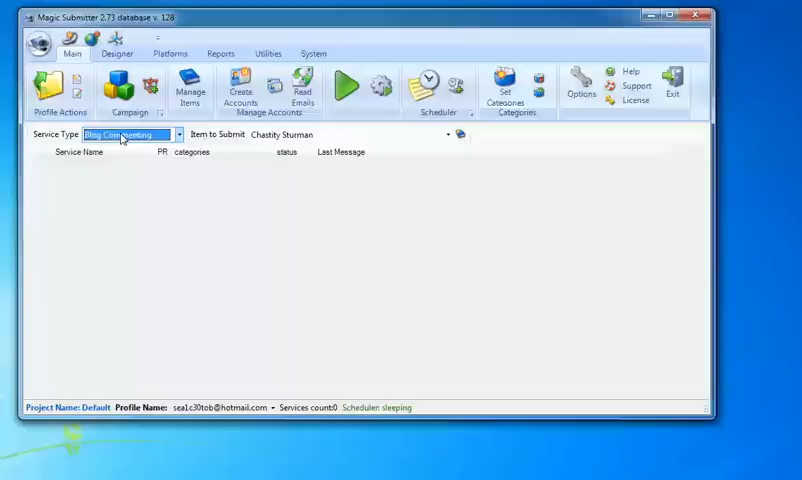 Magic Submitter 2.73 database v. 128
Main Designer Platforms Reports Utilities System
Manage Items
Create Accounts
Read Emails
Set Categories
Options
Help
Support
License
Exit
Profile Actions Campaign Manage Accounts Scheduler Categories
Service Type Blog Commenting Item to Submit Chastity Sturman
Service Name PR categories status Last Message
Project Name: Default Profile Name: sea1c30tob@hotmail.com Services count:0 Scheduler: sleeping